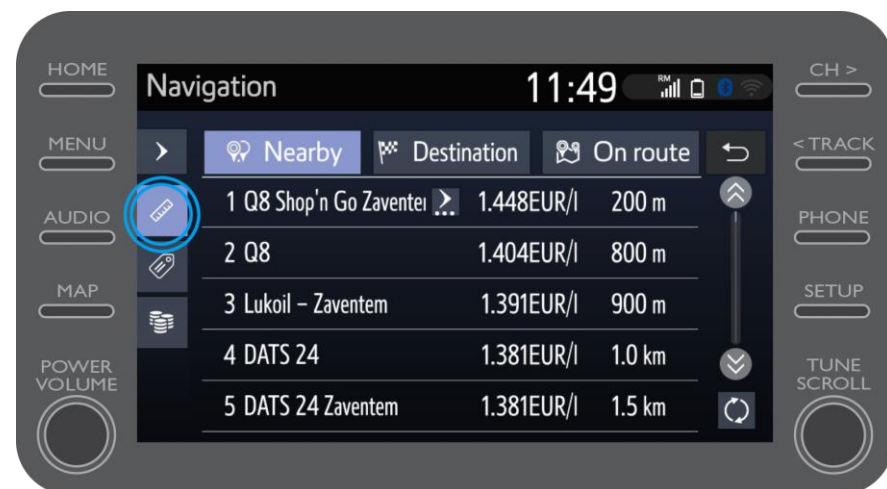 HOME
MENU
AUDIO
MAP
POWER
VOLUME
Navigation 11:49 RM
Nearby Destination On route
1 Q8 Shop'n Go Zaventer 1.448EUR/l 200 m
2 Q8 1.404EUR/l 800 m
3 Lukoil – Zaventem 1.391EUR/l 900 m
4 DATS 24 1.381EUR/l 1.0 km
5 DATS 24 Zaventem 1.381EUR/l 1.5 km
CH >
< TRACK
PHONE
SETUP
TUNE
SCROLL